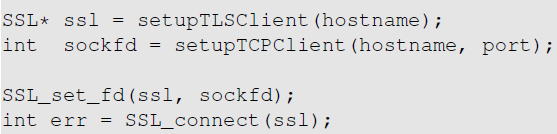 SSL* ssl = setupTLSClient(hostname);
int  sockfd = setupTCPClient(hostname, port);
SSL_set_fd(ssl, sockfd);
int err = SSL_connect(ssl);